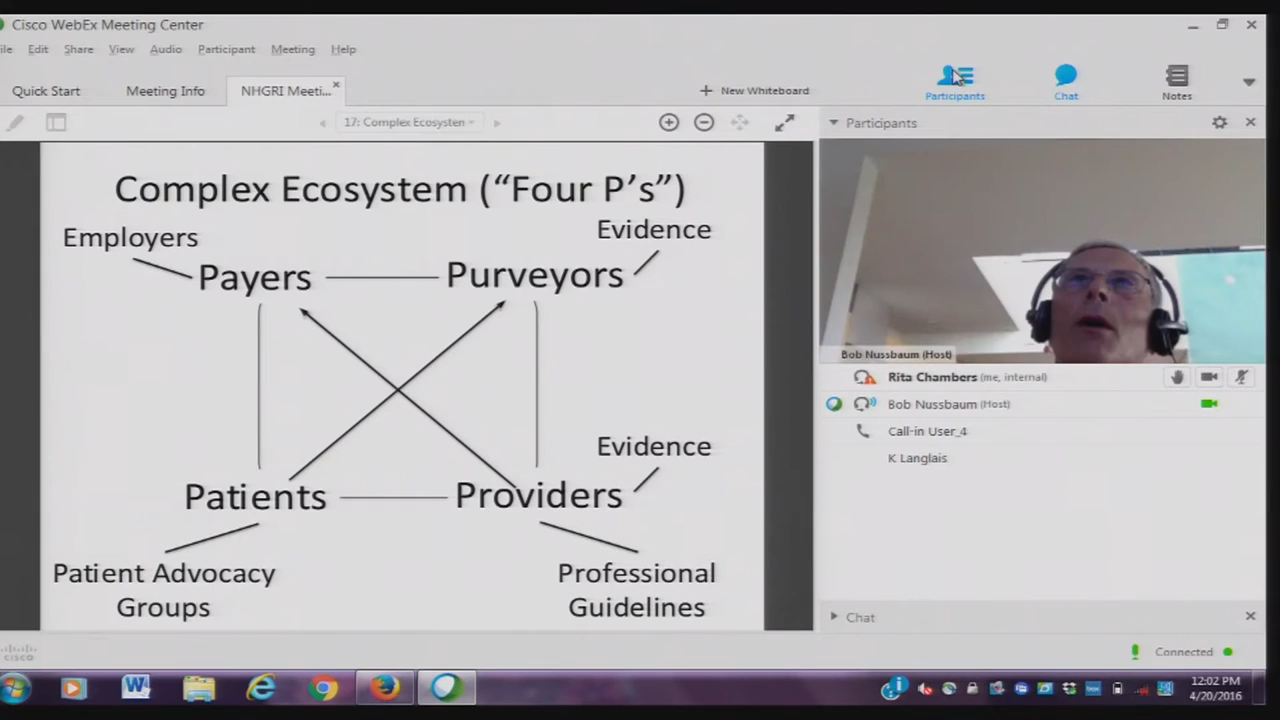 Cisco WebEx Meeting Center
ile Edit Share View Audio Participant Meeting Help
Quick Start Meeting Info NHGRI Meeti... New Whiteboard
Participants Chat Notes
17: Complex Ecosysten
Participants
Complex Ecosystem (“Four P’s”)
Employers
Evidence
Payers
Purveyors
Evidence
Patients
Providers
Patient Advocacy
Groups
Professional
Guidelines
Bob Nussbaum (Host)
Rita Chambers (me, internal)
Bob Nussbaum (Host)
Call-in User_4
K Langlais
Chat
CISCO
Connected
12:02 PM
4/20/2016